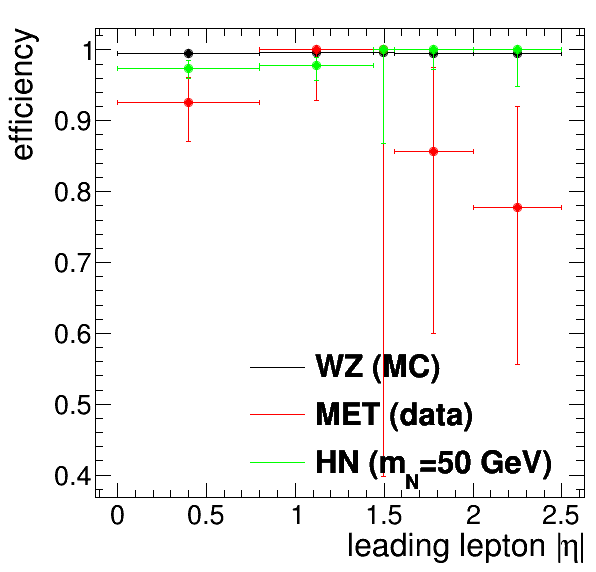 efficiency
1
0.9
0.8
0.7
0.6
0.5
0.4
WZ (MC)
MET (data)
HN (m_N=50 GeV)
0 0.5 1 1.5 2 2.5
leading lepton |η|